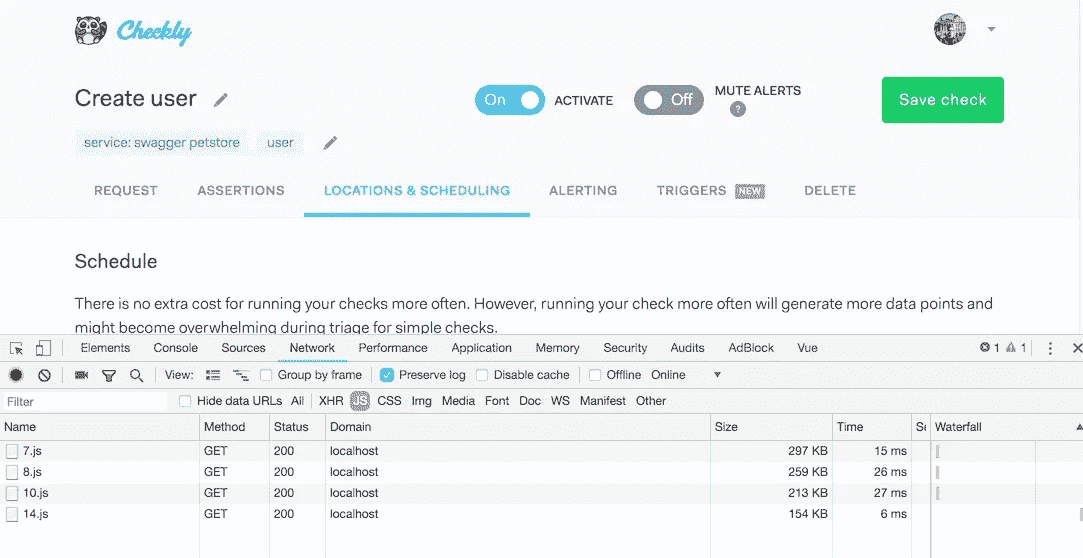 Checkly
Create user
On ACTIVATE Off MUTE ALERTS ?
Save check
service: swagger petstore user
REQUEST ASSERTIONS LOCATIONS & SCHEDULING ALERTING TRIGGERS NEW DELETE
Schedule
There is no extra cost for running your checks more often. However, running your check more often will generate more data points and
might become overwhelming during triage for simple checks.
Elements Console Sources Network Performance Application Memory Security Audits AdBlock Vue 1 1
View: Group by frame Preserve log Disable cache Offline Online
Filter Hide data URLs All XHR JS CSS Img Media Font Doc WS Manifest Other
Name Method Status Domain Size Time Waterfall
7.js GET 200 localhost 297 KB 15 ms
8.js GET 200 localhost 259 KB 26 ms
10.js GET 200 localhost 213 KB 27 ms
14.js GET 200 localhost 154 KB 6 ms